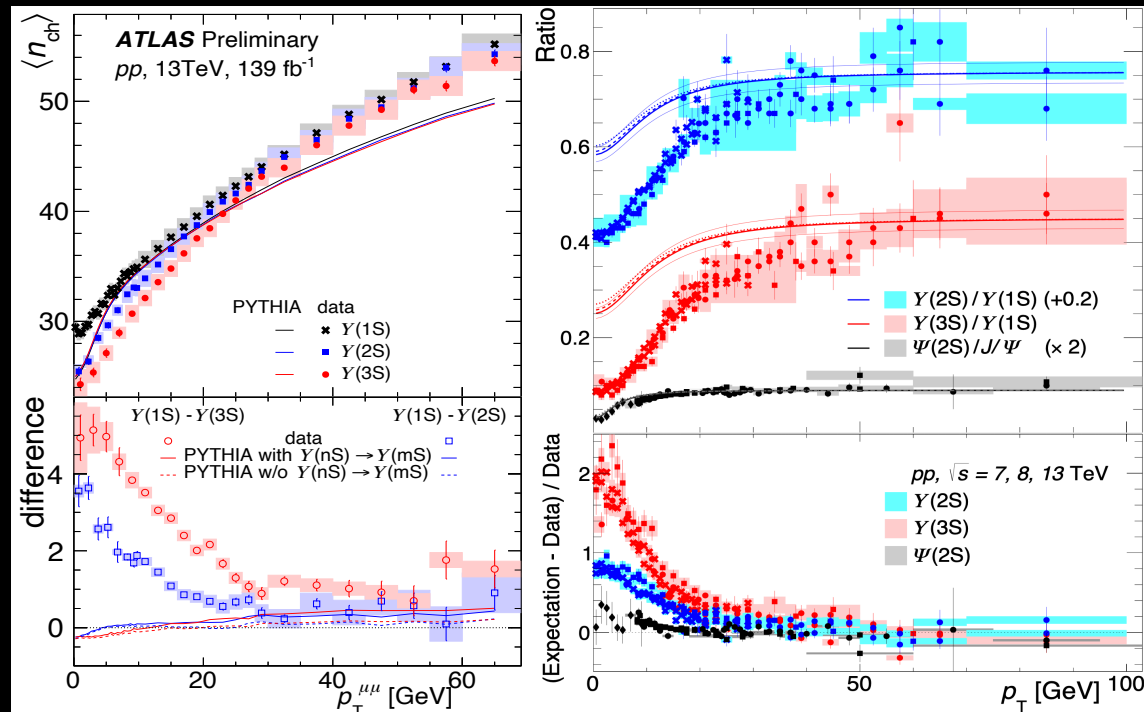 ⟨n_ch⟩
ATLAS Preliminary
pp, 13TeV, 139 fb⁻¹
50
40
30
PYTHIA data
ϒ(1S)
ϒ(2S)
ϒ(3S)
difference
ϒ(1S) - ϒ(3S) ϒ(1S) - ϒ(2S)
data
PYTHIA with ϒ(nS) → ϒ(mS)
PYTHIA w/o ϒ(nS) → ϒ(mS)
4
2
0
0 20 40 60
p_T^μμ [GeV]
Ratio
0.8
0.6
0.4
0.2
ϒ(2S) / ϒ(1S) (+0.2)
ϒ(3S) / ϒ(1S)
Ψ(2S) / J/Ψ (× 2)
(Expectation - Data) / Data
pp, √s = 7, 8, 13 TeV
ϒ(2S)
ϒ(3S)
Ψ(2S)
2
1
0
0 50 100
p_T [GeV]